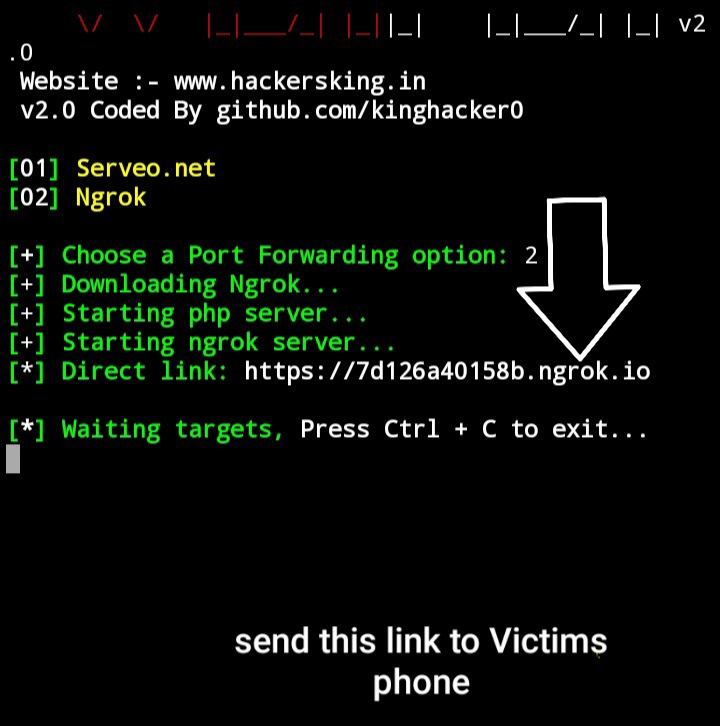 \/  \/   |_|___/_| |_||_|    |_|___/_| |_| v2
.0
Website :- www.hackersking.in
v2.0 Coded By github.com/kinghacker0
[01] Serveo.net
[02] Ngrok
[+] Choose a Port Forwarding option: 2
[+] Downloading Ngrok...
[+] Starting php server...
[+] Starting ngrok server...
[*] Direct link: https://7d126a40158b.ngrok.io
[*] Waiting targets, Press Ctrl + C to exit...
send this link to Victims
phone